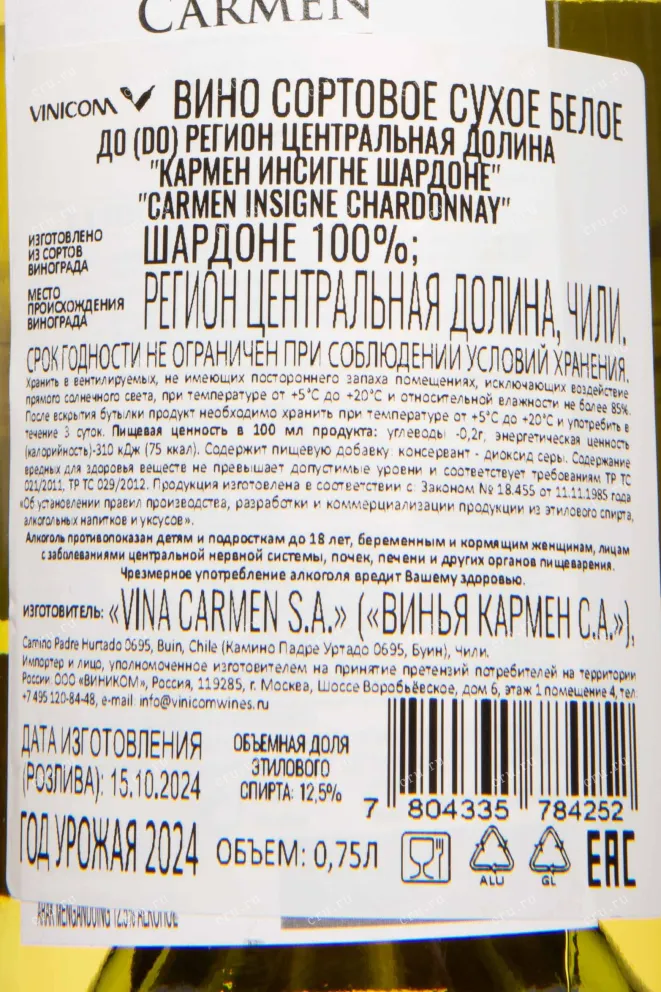 CARMEN
VINICOM
ВИНО СОРТОВОЕ СУХОЕ БЕЛОЕ
ДО (DO) РЕГИОН ЦЕНТРАЛЬНАЯ ДОЛИНА
"КАРМЕН ИНСИГНЕ ШАРДОНЕ"
"CARMEN INSIGNE CHARDONNAY"
ИЗГОТОВЛЕНО
ИЗ СОРТОВ
ВИНОГРАДА
ШАРДОНЕ 100%;
МЕСТО
ПРОИСХОЖДЕНИЯ
ВИНОГРАДА
РЕГИОН ЦЕНТРАЛЬНАЯ ДОЛИНА, ЧИЛИ.
СРОК ГОДНОСТИ НЕ ОГРАНИЧЕН ПРИ СОБЛЮДЕНИИ УСЛОВИЙ ХРАНЕНИЯ.
Хранить в вентилируемых, не имеющих постороннего запаха помещениях, исключающих воздействие
прямого солнечного света, при температуре от +5°С до +20°С и относительной влажности не более 85%.
После вскрытия бутылки продукт необходимо хранить при температуре от +5°С до +20°С и употребить в
течение 3 суток. Пищевая ценность в 100 мл продукта: углеводы -0,2г, энергетическая ценность
(калорийность)-310 кДж (75 ккал). Содержит пищевую добавку: консервант - диоксид серы. Содержание
вредных для здоровья веществ не превышает допустимые уровни и соответствует требованиям ТР ТС
021/2011, ТР ТС 029/2012. Продукция изготовлена в соответствии с: Законом № 18.455 от 11.11.1985 года
«Об установлении правил производства, разработки и коммерциализации продукции из этилового спирта,
алкогольных напитков и уксусов».
Алкоголь противопоказан детям и подросткам до 18 лет, беременным и кормящим женщинам, лицам
с заболеваниями центральной нервной системы, почек, печени и других органов пищеварения.
Чрезмерное употребление алкоголя вредит Вашему здоровью.
ИЗГОТОВИТЕЛЬ: «VINA CARMEN S.A.» («ВИНЬЯ КАРМЕН С.А.»),
Camino Padre Hurtado 0695, Buin, Chile (Камино Падре Уртадо 0695, Буин), Чили.
Импортер и лицо, уполномоченное изготовителем на принятие претензий потребителей на территории
России: ООО «ВИНИКОМ», Россия, 119285, г. Москва, Шоссе Воробьёвское, дом 6, этаж 1 помещение 4, тел:
+7 495 120-84-48, e-mail: info@vinicomwines.ru
ДАТА ИЗГОТОВЛЕНИЯ
(РОЗЛИВА): 15.10.2024
ОБЪЕМНАЯ ДОЛЯ
ЭТИЛОВОГО
СПИРТА: 12,5%
7 804335 784252
ГОД УРОЖАЯ 2024
ОБЪЕМ: 0,75Л
ALU
GL
EAC
ARAK MENGANDUNG 12.5% ALKOHOL